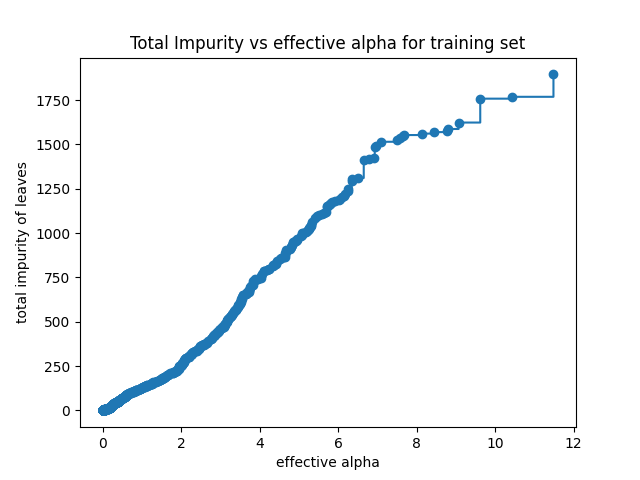 Total Impurity vs effective alpha for training set
1750
1500
1250
1000
750
500
250
0
total impurity of leaves
0 2 4 6 8 10 12
effective alpha